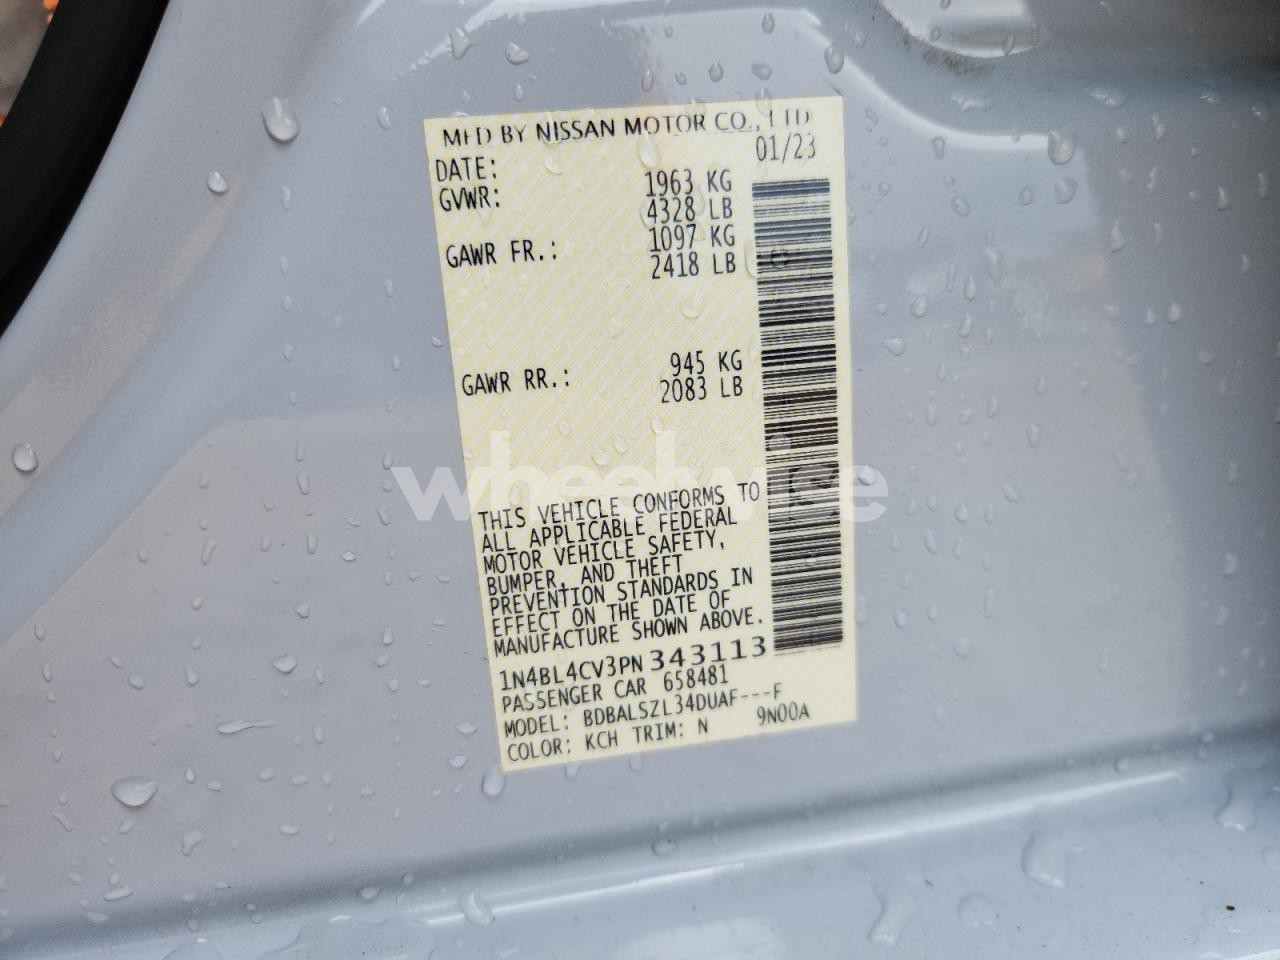 MFD BY NISSAN MOTOR CO., LTD
DATE: 01/23
GVWR: 1963 KG
4328 LB
GAWR FR.: 1097 KG
2418 LB
GAWR RR.: 945 KG
2083 LB
wheelwise
THIS VEHICLE CONFORMS TO
ALL APPLICABLE FEDERAL
MOTOR VEHICLE SAFETY,
BUMPER, AND THEFT
PREVENTION STANDARDS IN
EFFECT ON THE DATE OF
MANUFACTURE SHOWN ABOVE.
1N4BL4CV3PN343113
PASSENGER CAR 658481
MODEL: BDBALSZL34DUAF---F
COLOR: KCH TRIM: N 9N00A